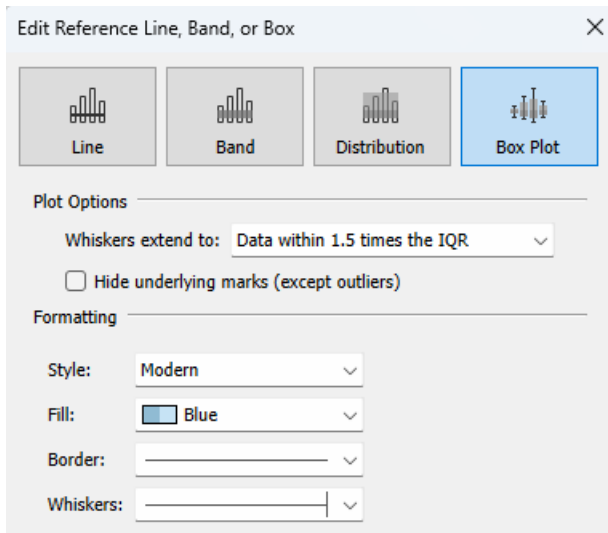 Edit Reference Line, Band, or Box
Line Band Distribution Box Plot
Plot Options
Whiskers extend to: Data within 1.5 times the IQR
Hide underlying marks (except outliers)
Formatting
Style: Modern
Fill: Blue
Border:
Whiskers: